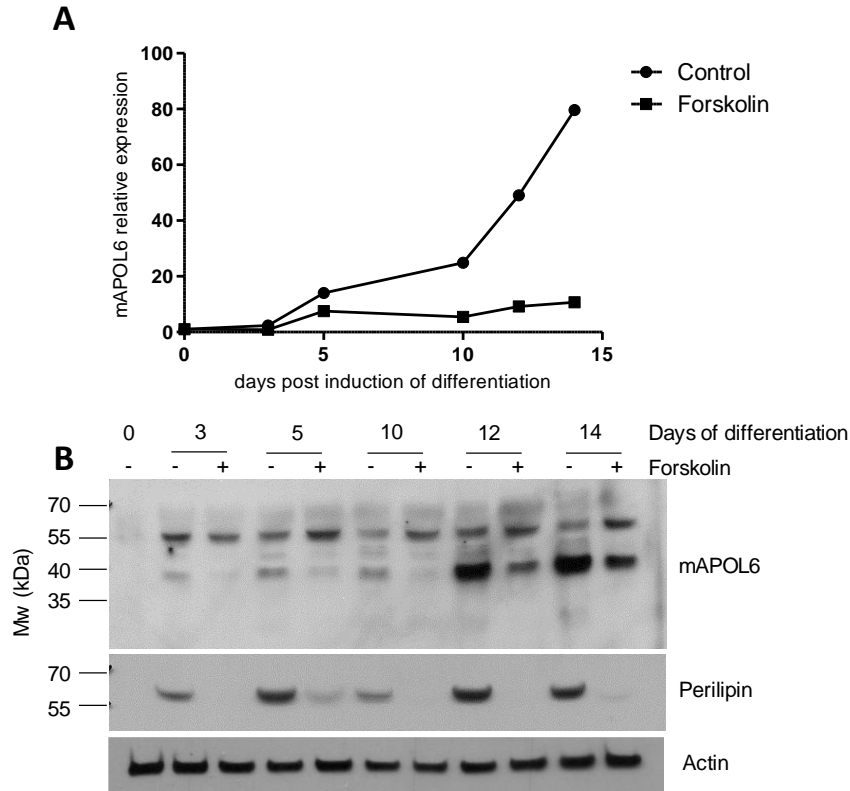 A
mAPOL6 relative expression
100
80
60
40
20
0
0 5 10 15
days post induction of differentiation
Control
Forskolin
B
0 3 5 10 12 14 Days of differentiation
- - + - + - + - + - + Forskolin
Mw (kDa)
70
55
40
35
mAPOL6
70
55
Perilipin
Actin